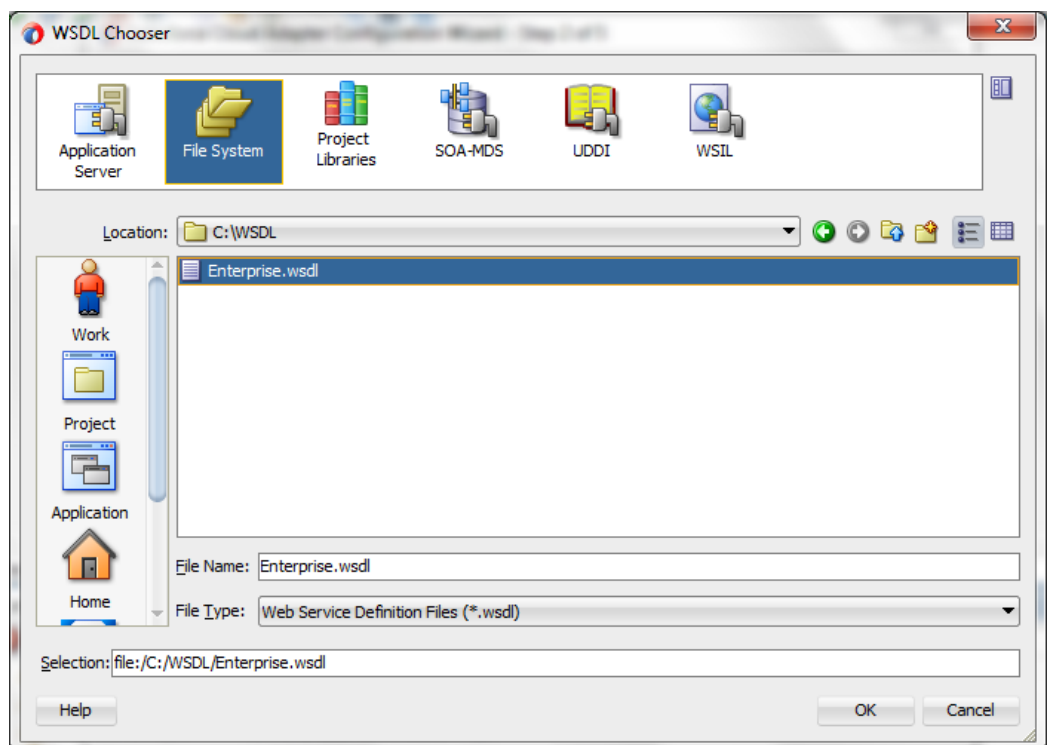 WSDL Chooser
Application
Server
File System
Project
Libraries
SOA-MDS
UDDI
WSIL
Location:
C:\WSDL
Enterprise.wsdl
Work
Project
Application
Home
File Name:
Enterprise.wsdl
File Type:
Web Service Definition Files (*.wsdl)
Selection:
file:/C:/WSDL/Enterprise.wsdl
Help
OK
Cancel